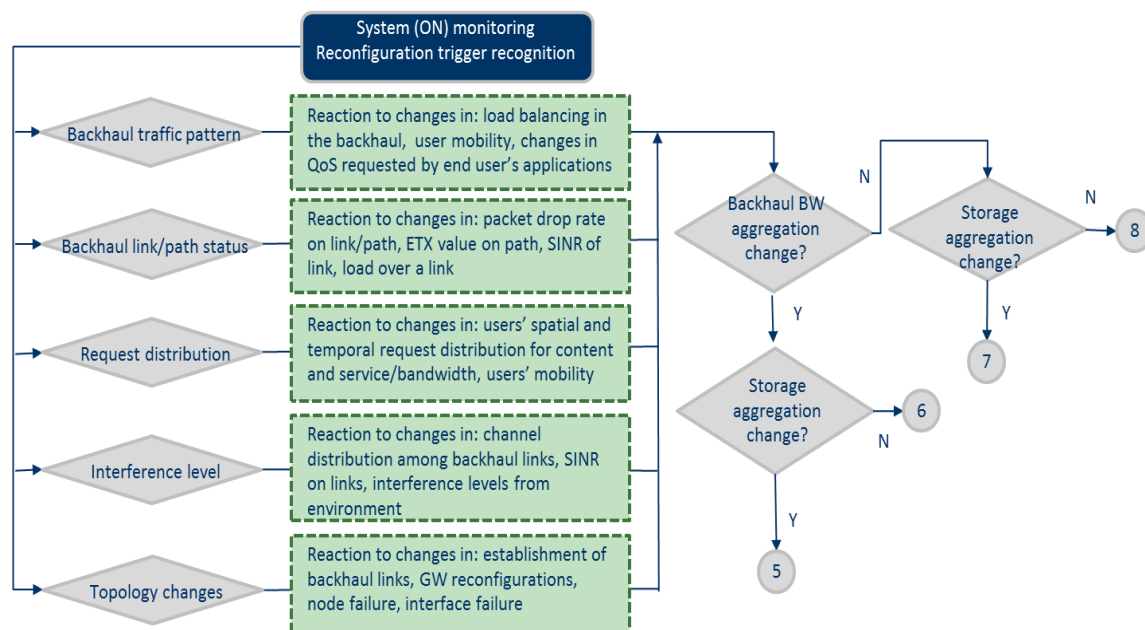 System (ON) monitoring
Reconfiguration trigger recognition
Backhaul traffic pattern
Reaction to changes in: load balancing in
the backhaul, user mobility, changes in
QoS requested by end user's applications
Backhaul link/path status
Reaction to changes in: packet drop rate
on link/path, ETX value on path, SINR of
link, load over a link
Request distribution
Reaction to changes in: users' spatial and
temporal request distribution for content
and service/bandwidth, users' mobility
Interference level
Reaction to changes in: channel
distribution among backhaul links, SINR
on links, interference levels from
environment
Topology changes
Reaction to changes in: establishment of
backhaul links, GW reconfigurations,
node failure, interface failure
Backhaul BW
aggregation
change?
N
Storage
aggregation
change?
N
8
Y
7
Y
Storage
aggregation
change?
6
N
Y
5